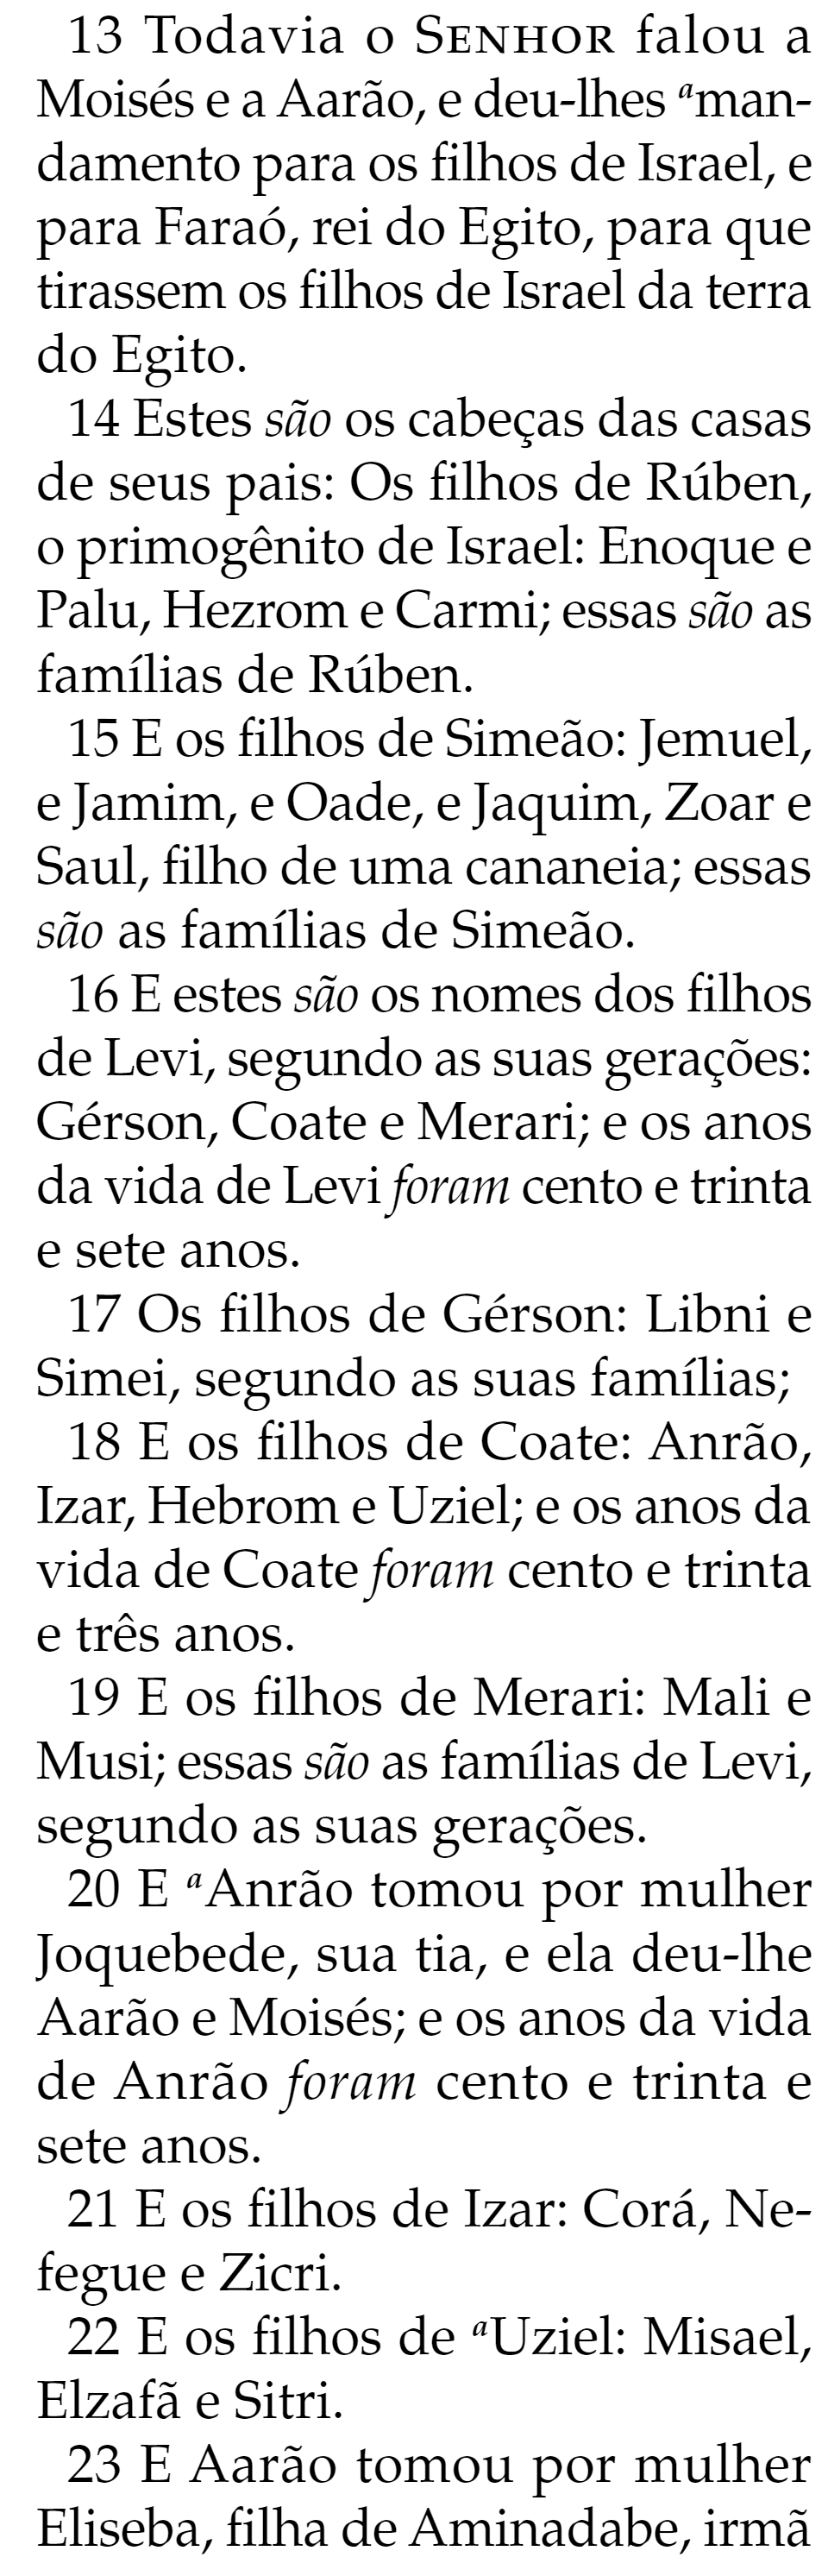 13 Todavia o SENHOR falou a
Moisés e a Aarão, e deu-lhes ªman-
damento para os filhos de Israel, e
para Faraó, rei do Egito, para que
tirassem os filhos de Israel da terra
do Egito.
14 Estes são os cabeças das casas
de seus pais: Os filhos de Rúben,
o primogênito de Israel: Enoque e
Palu, Hezrom e Carmi; essas são as
famílias de Rúben.
15 E os filhos de Simeão: Jemuel,
e Jamim, e Oade, e Jaquim, Zoar e
Saul, filho de uma cananeia; essas
são as famílias de Simeão.
16 E estes são os nomes dos filhos
de Levi, segundo as suas gerações:
Gérson, Coate e Merari; e os anos
da vida de Levi foram cento e trinta
e sete anos.
17 Os filhos de Gérson: Libni e
Simei, segundo as suas famílias;
18 E os filhos de Coate: Anrão,
Izar, Hebrom e Uziel; e os anos da
vida de Coate foram cento e trinta
e três anos.
19 E os filhos de Merari: Mali e
Musi; essas são as famílias de Levi,
segundo as suas gerações.
20 E ªAnrão tomou por mulher
Joquebede, sua tia, e ela deu-lhe
Aarão e Moisés; e os anos da vida
de Anrão foram cento e trinta e
sete anos.
21 E os filhos de Izar: Corá, Ne-
fegue e Zicri.
22 E os filhos de ªUziel: Misael,
Elzafã e Sitri.
23 E Aarão tomou por mulher
Eliseba, filha de Aminadabe, irmã